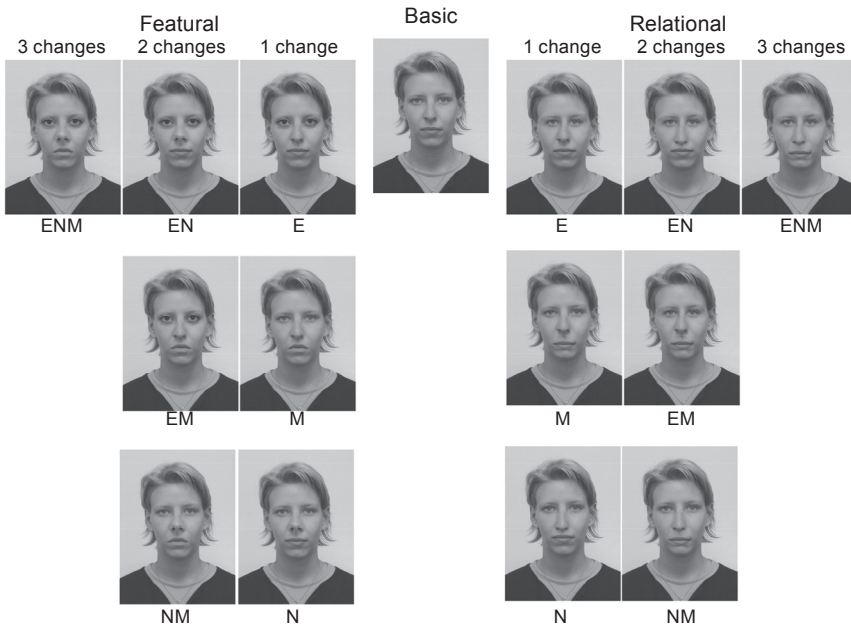 Basic
Featural
Relational
3 changes 2 changes 1 change
1 change 2 changes 3 changes
ENM EN E
E EN ENM
EM M
M EM
NM N
N NM